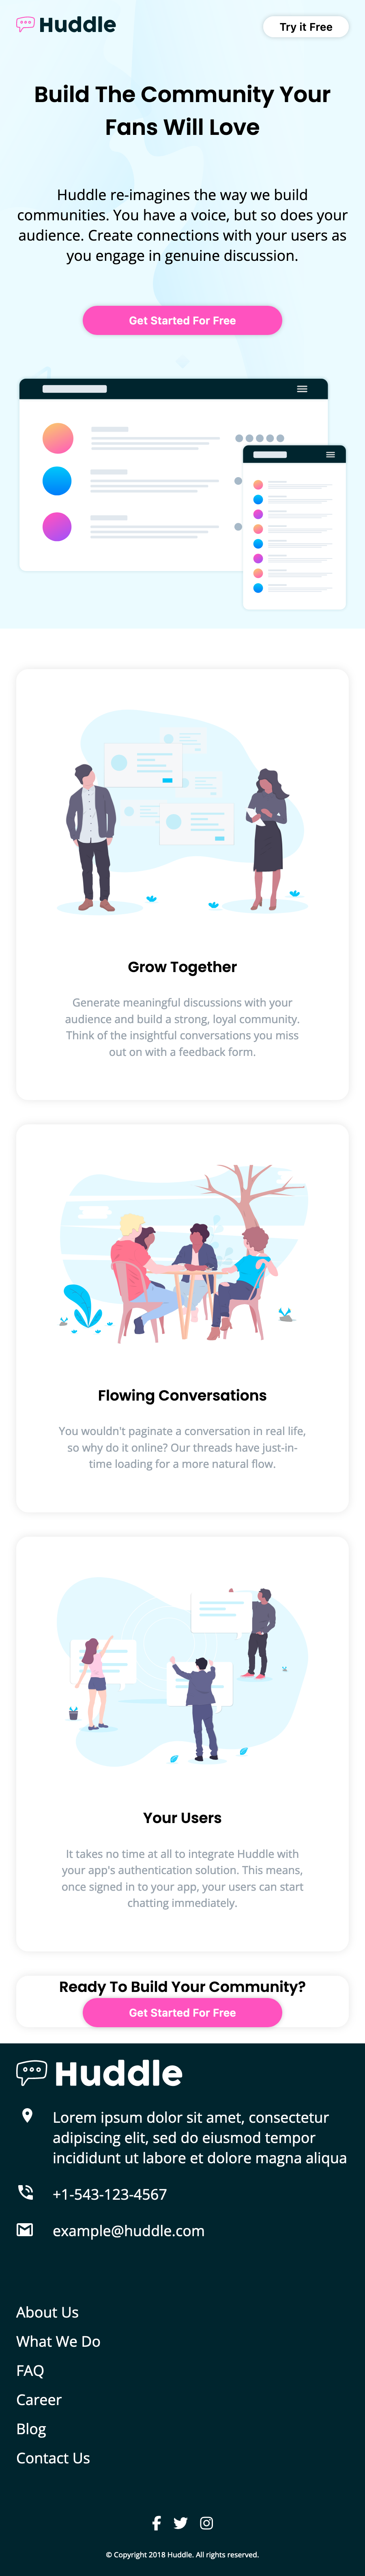 Huddle
Try it Free
Build The Community Your
Fans Will Love
Huddle re-imagines the way we build
communities. You have a voice, but so does your
audience. Create connections with your users as
you engage in genuine discussion.
Get Started For Free
Grow Together
Generate meaningful discussions with your
audience and build a strong, loyal community.
Think of the insightful conversations you miss
out on with a feedback form.
Flowing Conversations
You wouldn't paginate a conversation in real life,
so why do it online? Our threads have just-in-
time loading for a more natural flow.
Your Users
It takes no time at all to integrate Huddle with
your app's authentication solution. This means,
once signed in to your app, your users can start
chatting immediately.
Ready To Build Your Community?
Get Started For Free
Huddle
Lorem ipsum dolor sit amet, consectetur
adipiscing elit, sed do eiusmod tempor
incididunt ut labore et dolore magna aliqua
+1-543-123-4567
example@huddle.com
About Us
What We Do
FAQ
Career
Blog
Contact Us
© Copyright 2018 Huddle. All rights reserved.